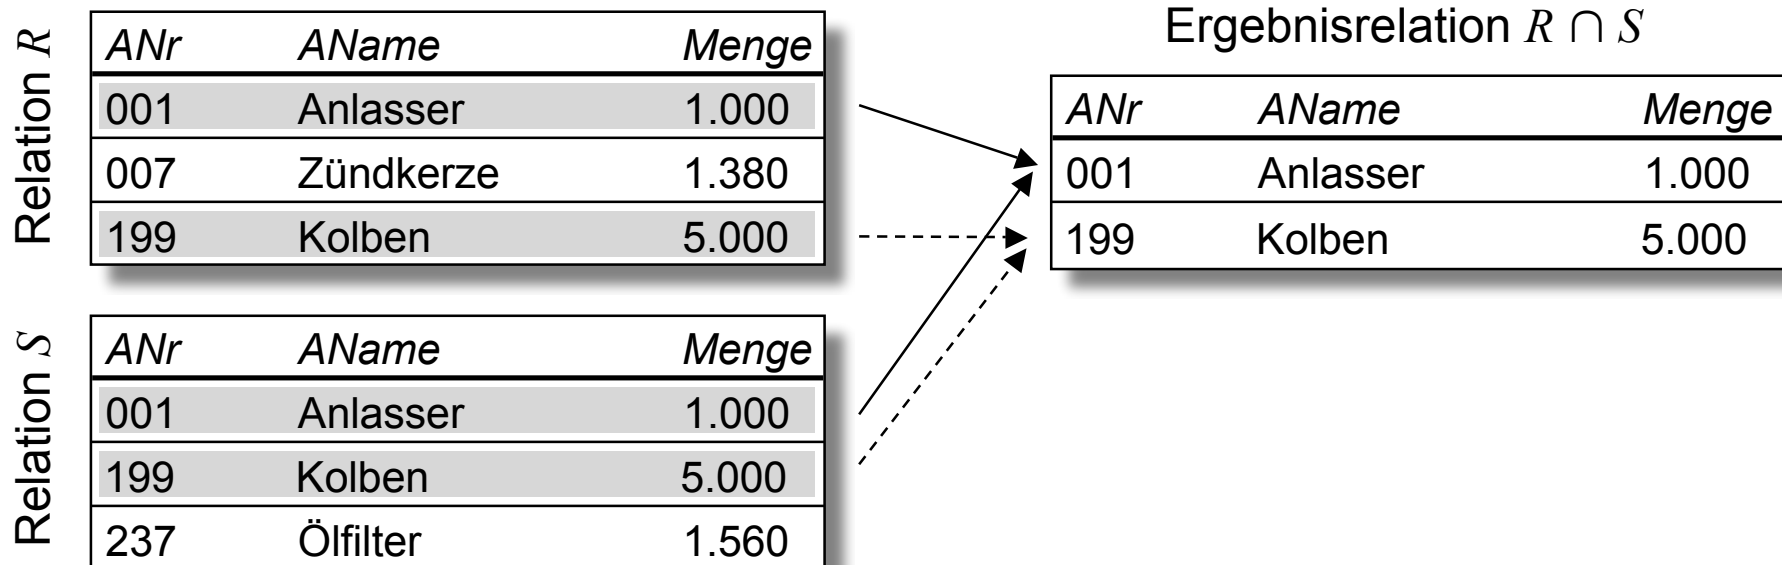 Relation R
ANr AName Menge
001 Anlasser 1.000
007 Zündkerze 1.380
199 Kolben 5.000
Relation S
ANr AName Menge
001 Anlasser 1.000
199 Kolben 5.000
237 Ölfilter 1.560
Ergebnisrelation R ∩ S
ANr AName Menge
001 Anlasser 1.000
199 Kolben 5.000